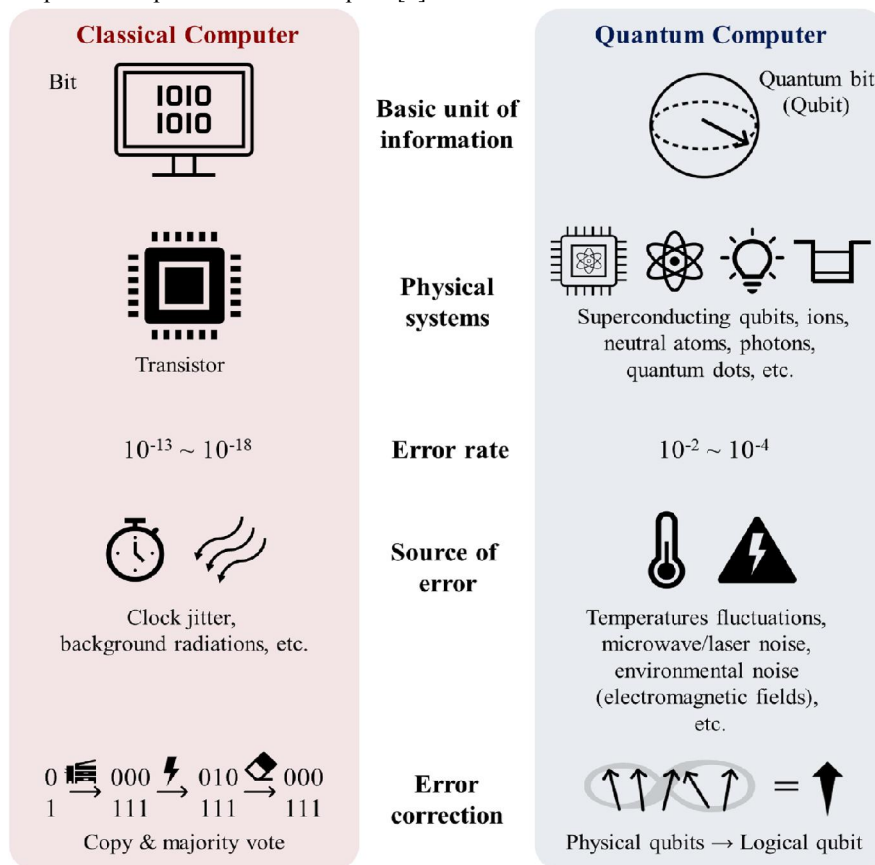 Classical Computer
Quantum Computer
Bit
1010
1010
Basic unit of
information
Quantum bit
(Qubit)
Transistor
Physical
systems
Superconducting qubits, ions,
neutral atoms, photons,
quantum dots, etc.
10⁻¹³ ~ 10⁻¹⁸
Error rate
10⁻² ~ 10⁻⁴
Clock jitter,
background radiations, etc.
Source of
error
Temperatures fluctuations,
microwave/laser noise,
environmental noise
(electromagnetic fields),
etc.
0 → 000 → 010 → 000
1 111 111 111
Copy & majority vote
Error
correction
=
Physical qubits → Logical qubit